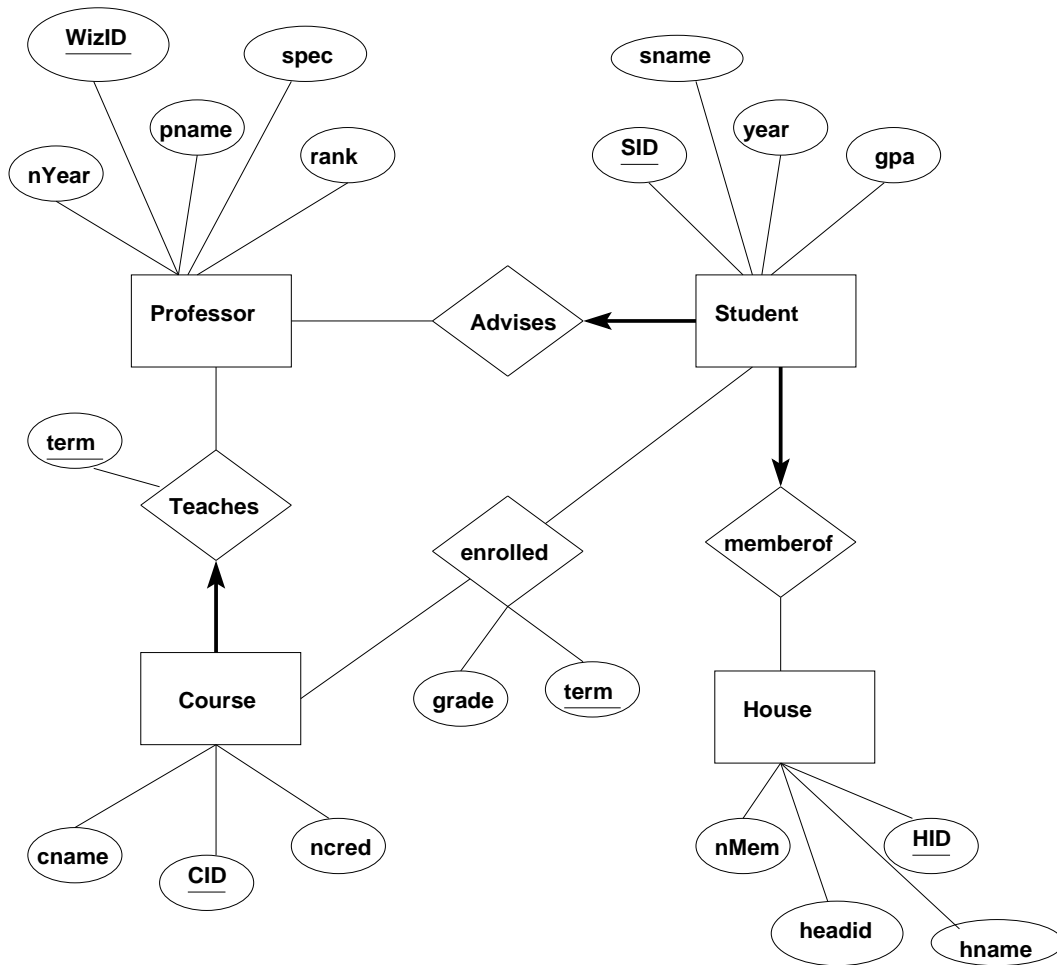 WizID
spec
pname
nYear
rank
sname
year
SID
gpa
Professor
Advises
Student
term
Teaches
enrolled
memberof
Course
grade
term
House
cname
CID
ncred
nMem
HID
headid
hname